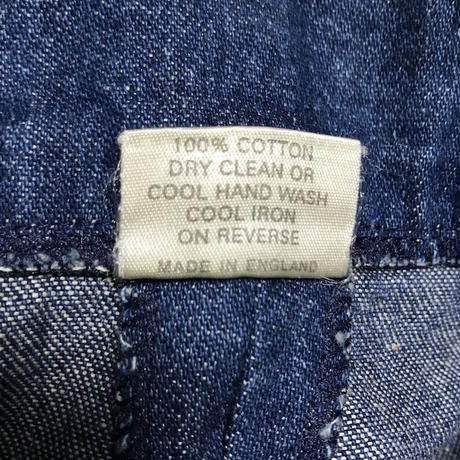 100% COTTON
DRY CLEAN OR
COOL HAND WASH
COOL IRON
ON REVERSE
MADE IN ENGLAND